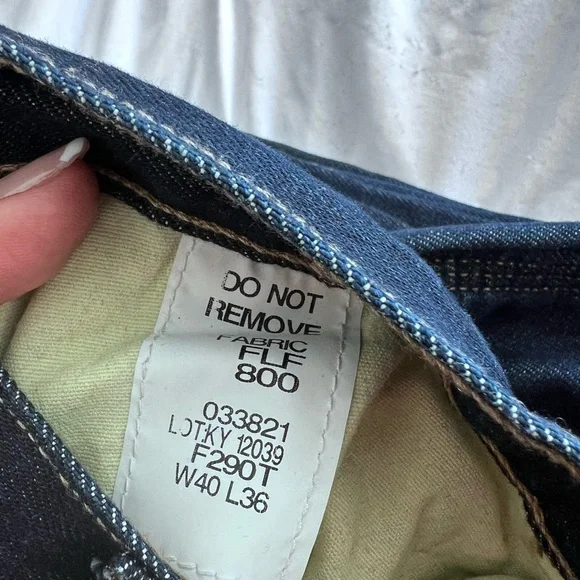 DO NOT
REMOVE
FABRIC
FLF
800
033821
LOT:KY 12039
F290T
W40 L36